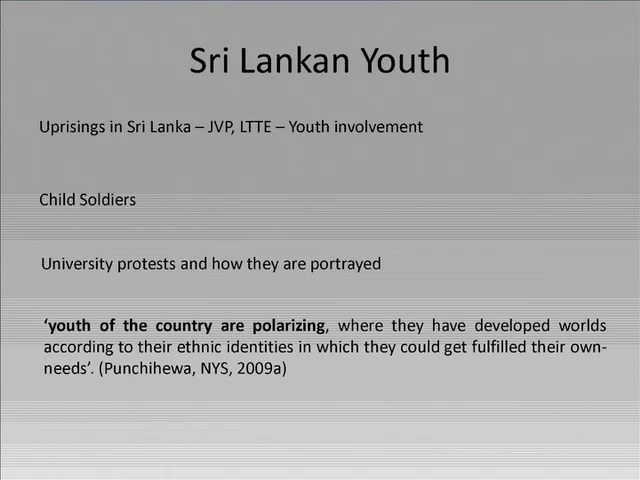 Sri Lankan Youth
Uprisings in Sri Lanka – JVP, LTTE – Youth involvement
Child Soldiers
University protests and how they are portrayed
‘youth of the country are polarizing, where they have developed worlds
according to their ethnic identities in which they could get fulfilled their own-
needs’. (Punchihewa, NYS, 2009a)